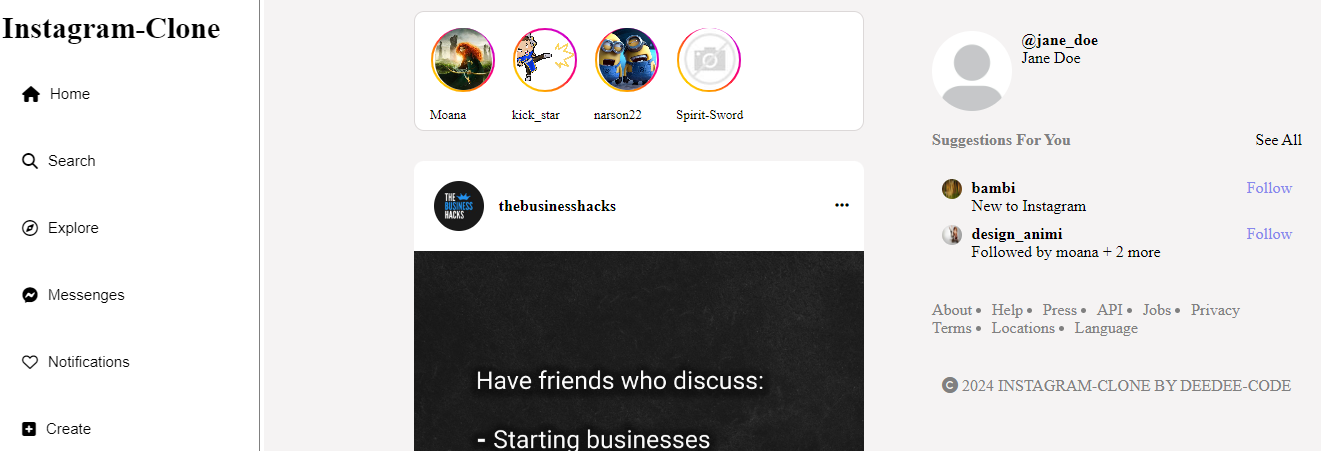 Instagram-Clone
Home
Search
Explore
Messenges
Notifications
Create
Moana
kick_star
narson22
Spirit-Sword
THE
BUSINESS
HACKS
thebusinesshacks
Have friends who discuss:
- Starting businesses
@jane_doe
Jane Doe
Suggestions For You
See All
bambi
Follow
New to Instagram
design_animi
Follow
Followed by moana + 2 more
About • Help • Press • API • Jobs • Privacy
Terms • Locations • Language
© 2024 INSTAGRAM-CLONE BY DEEDEE-CODE